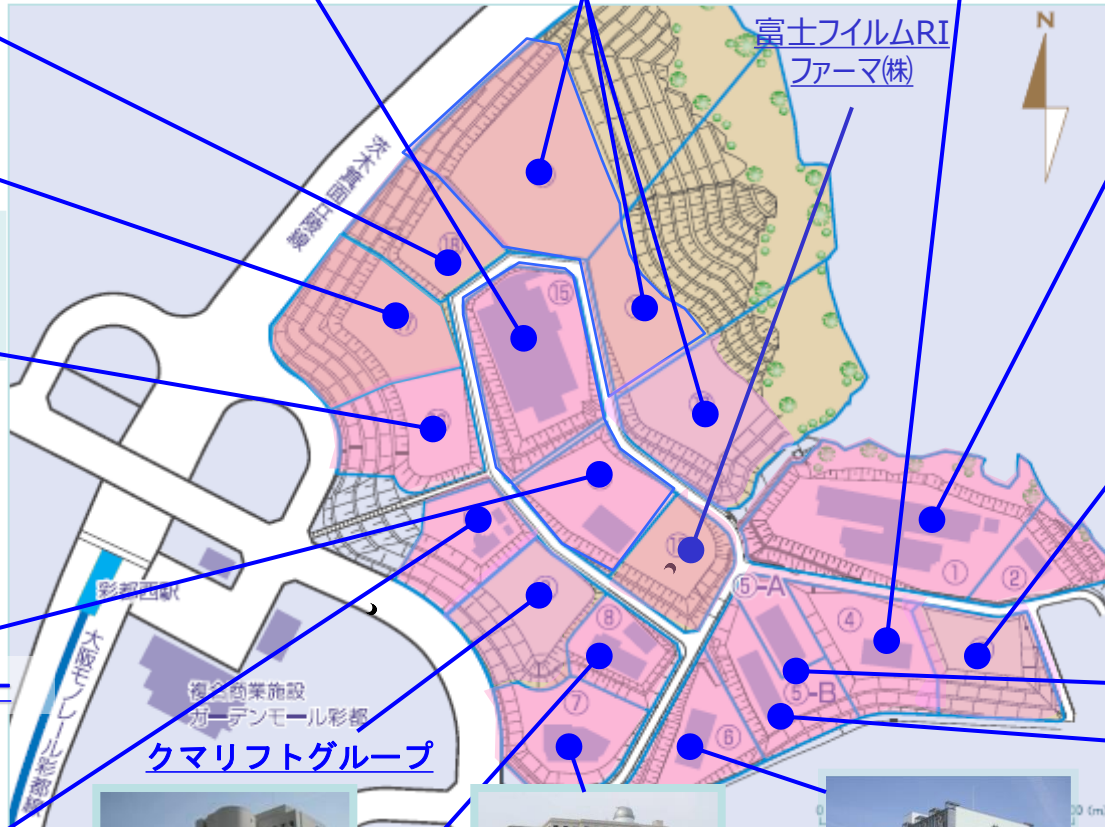 富士フイルムRI
ファーマ㈱
N
茨木箕面丘陵線
⑱
⑮
①
②
⑤-A
④
⑧
⑤-B
⑦
⑥
彩都西駅
大阪モノレール彩都線
複合商業施設
ガーデンモール彩都
クマリフトグループ